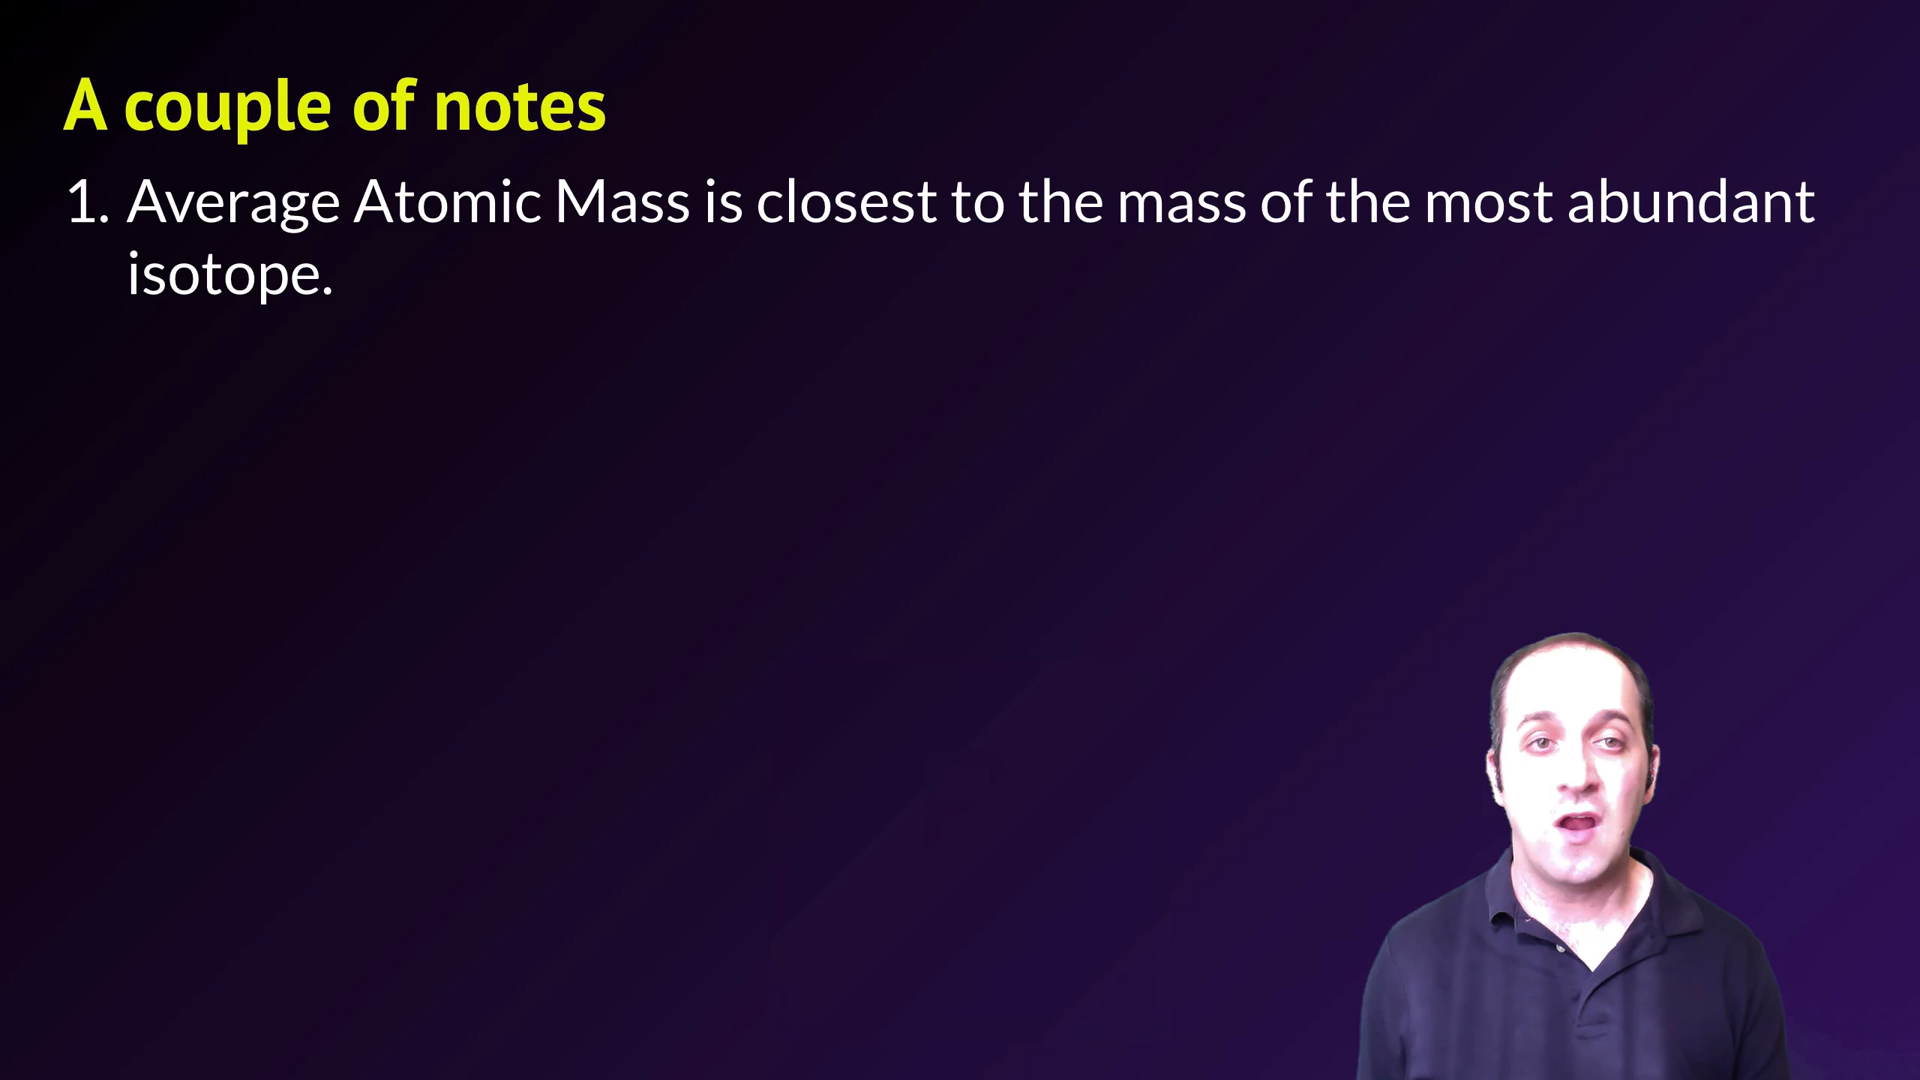 A couple of notes
1. Average Atomic Mass is closest to the mass of the most abundant
isotope.